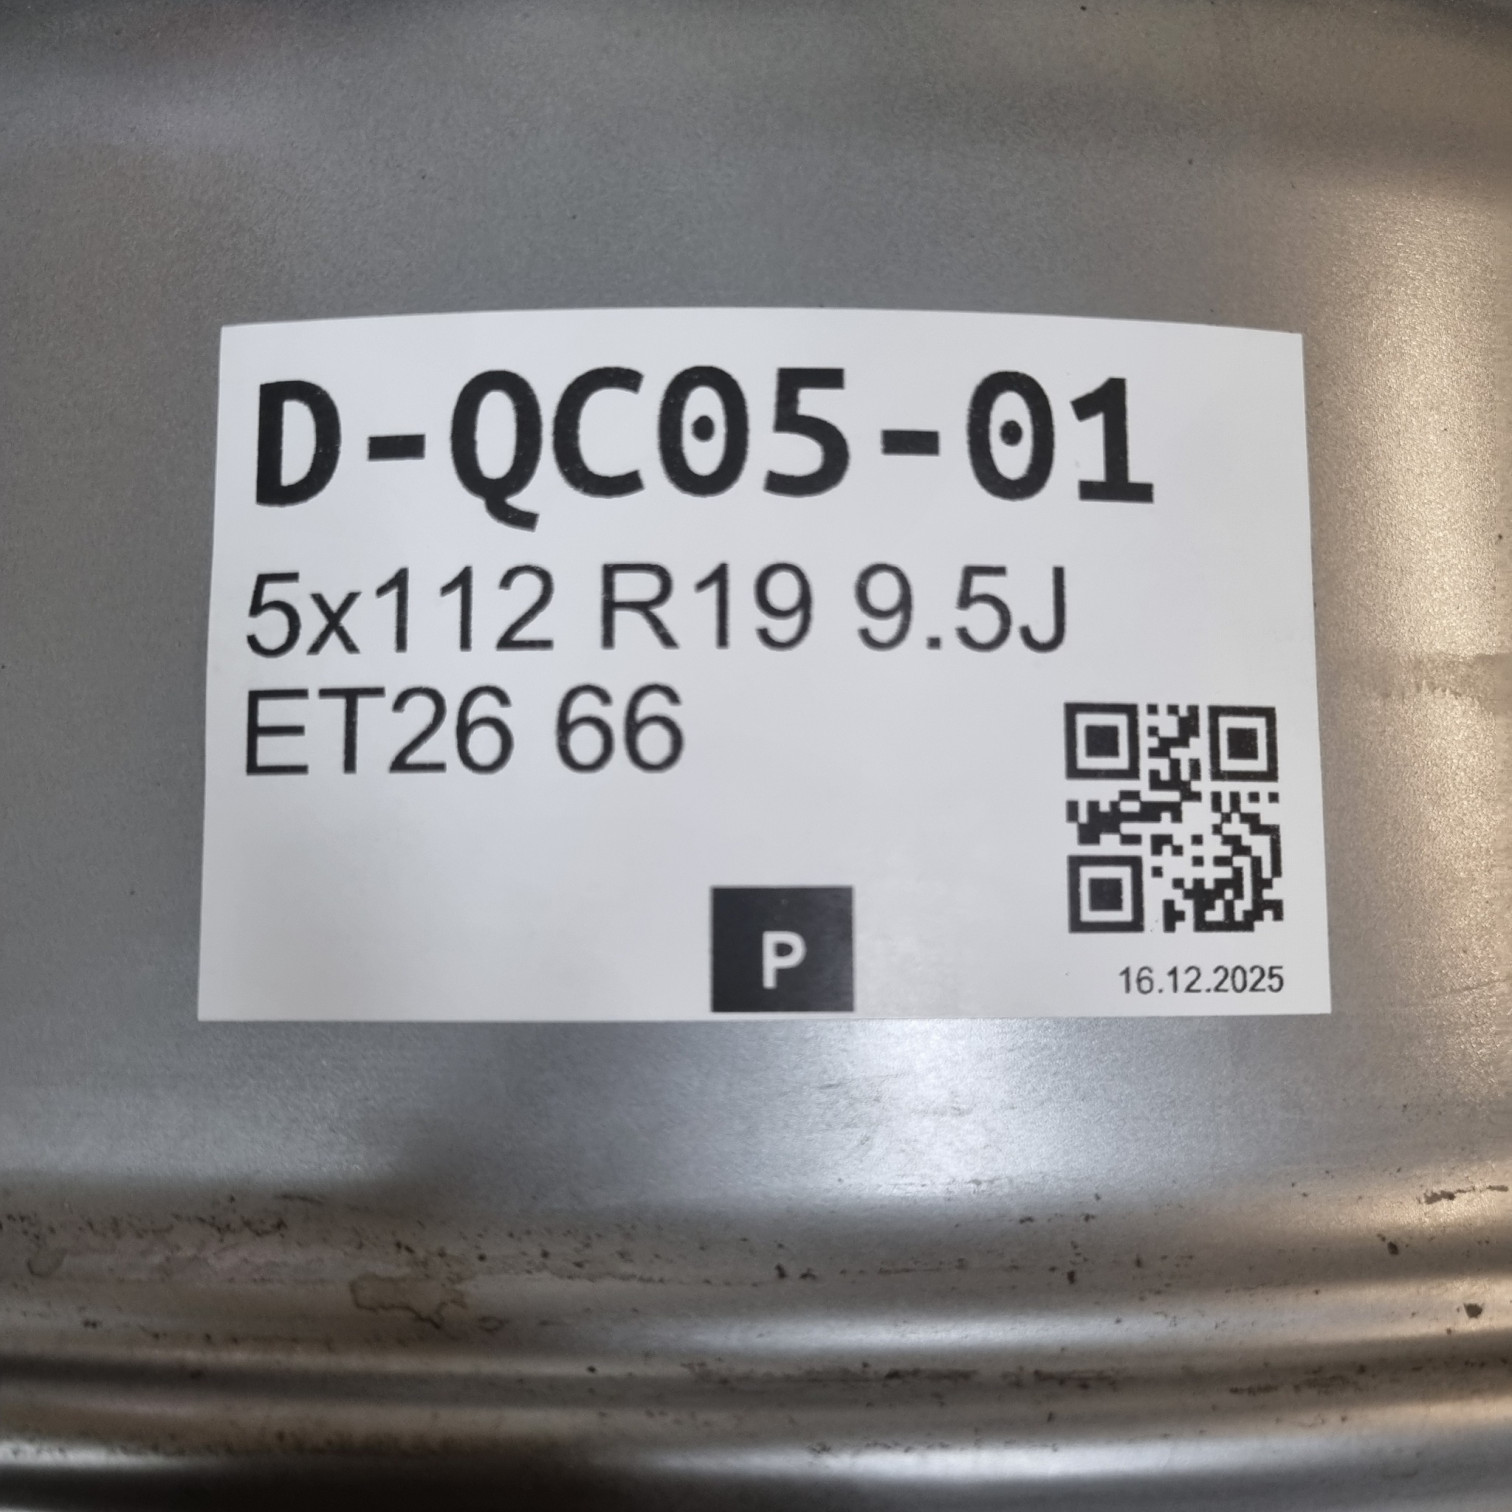 D-QC05-01
5x112 R19 9.5J
ET26 66
P
16.12.2025